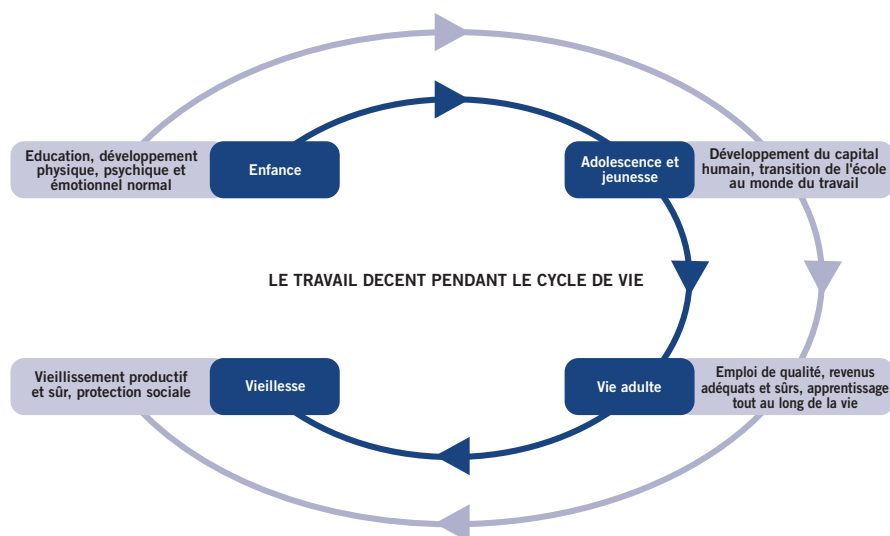 Education, développement
physique, psychique et
émotionnel normal
Enfance
Adolescence et
jeunesse
Développement du capital
humain, transition de l'école
au monde du travail
LE TRAVAIL DECENT PENDANT LE CYCLE DE VIE
Vieillissement productif
et sûr, protection sociale
Vieillesse
Vie adulte
Emploi de qualité, revenus
adéquats et sûrs, apprentissage
tout au long de la vie